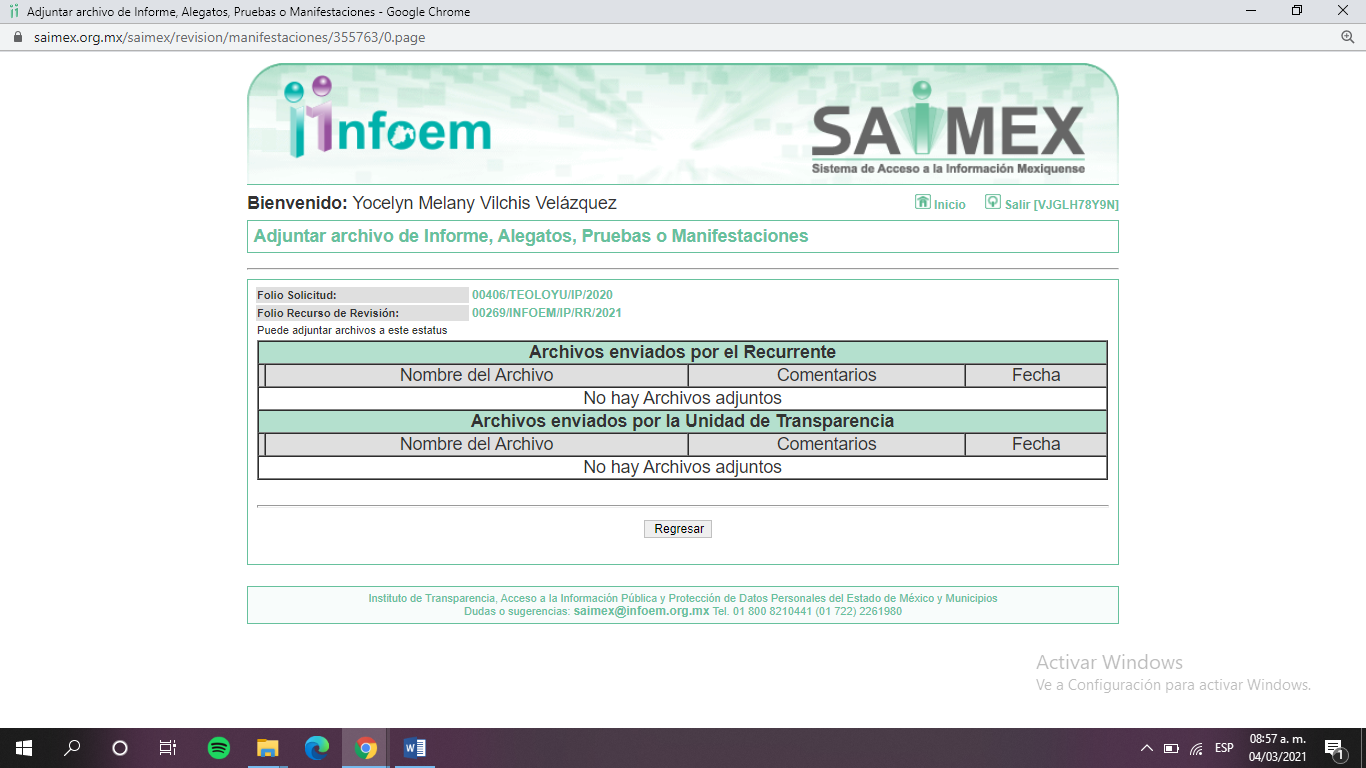 Adjuntar archivo de Informe, Alegatos, Pruebas o Manifestaciones - Google Chrome
saimex.org.mx/saimex/revision/manifestaciones/355763/0.page
infoem
SAIMEX
Sistema de Acceso a la Información Mexiquense
Bienvenido: Yocelyn Melany Vilchis Velázquez
Inicio Salir [VJGLH78Y9N]
Adjuntar archivo de Informe, Alegatos, Pruebas o Manifestaciones
Folio Solicitud: 00406/TEOLOYU/IP/2020
Folio Recurso de Revisión: 00269/INFOEM/IP/RR/2021
Puede adjuntar archivos a este estatus
Archivos enviados por el Recurrente
Nombre del Archivo Comentarios Fecha
No hay Archivos adjuntos
Archivos enviados por la Unidad de Transparencia
Nombre del Archivo Comentarios Fecha
No hay Archivos adjuntos
Regresar
Instituto de Transparencia, Acceso a la Información Pública y Protección de Datos Personales del Estado de México y Municipios
Dudas o sugerencias: saimex@infoem.org.mx Tel. 01 800 8210441 (01 722) 2261980
Activar Windows
Ve a Configuración para activar Windows.
ESP
08:57 a. m.
04/03/2021
1